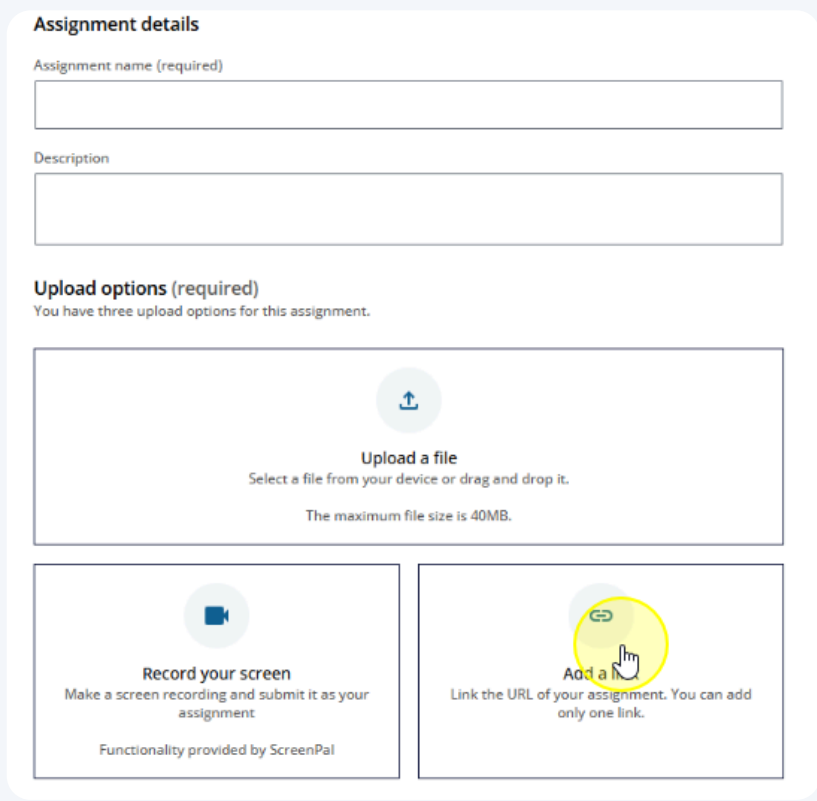 Assignment details
Assignment name (required)
Description
Upload options (required)
You have three upload options for this assignment.
Upload a file
Select a file from your device or drag and drop it.
The maximum file size is 40MB.
Record your screen
Make a screen recording and submit it as your
assignment
Functionality provided by ScreenPal
Add a link
Link the URL of your assignment. You can add
only one link.